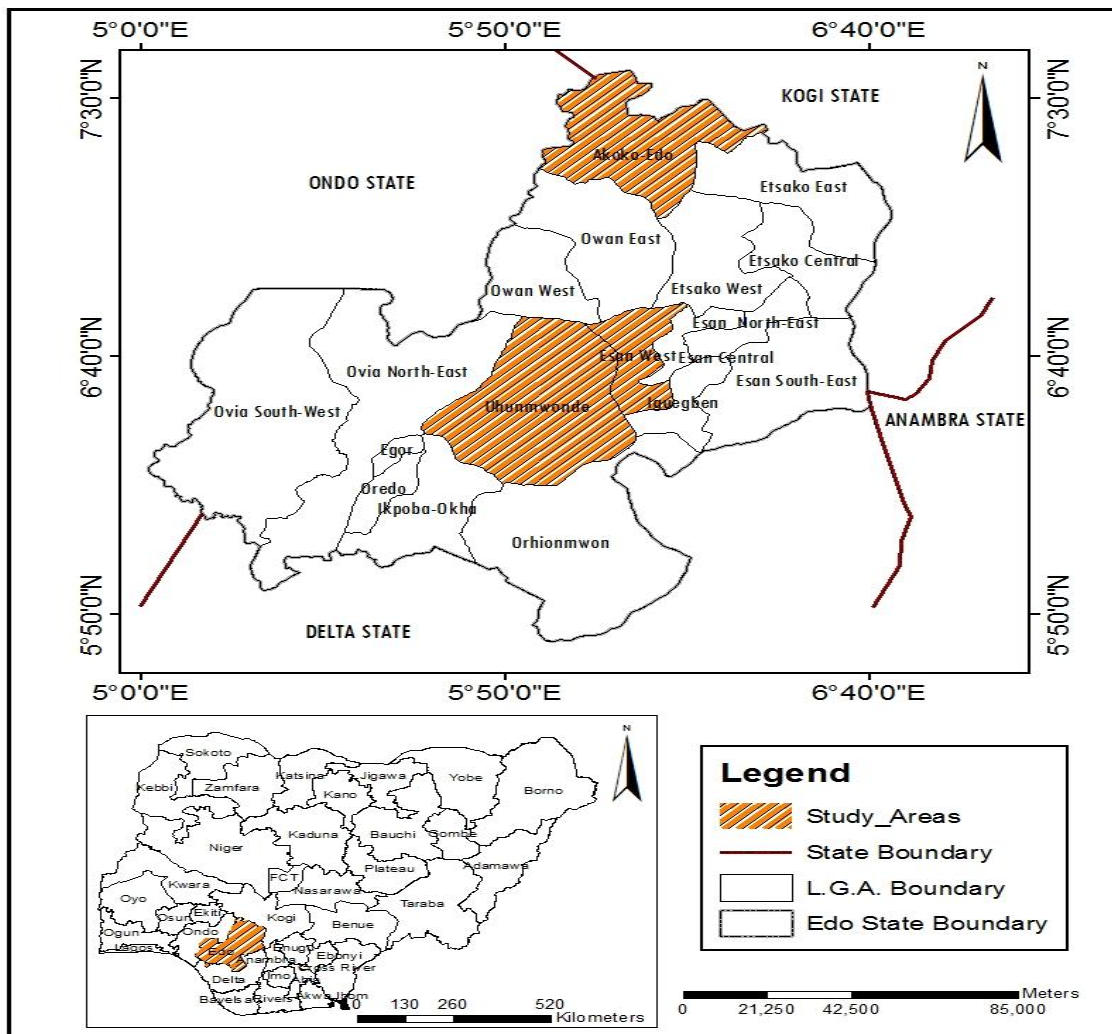 5°0'0"E 5°50'0"E 6°40'0"E
N
7°30'0"N
7°30'0"N
KOGI STATE
Akoko-Edo
ONDO STATE
Etsako East
Owan East
Etsako Central
Owan West
Etsako West
Esan North-East
6°40'0"N
6°40'0"N
Esan West
Esan Central
Ovia North-East
Esan South-East
Ovia South-West
Uhunmwonde
Iguegben
ANAMBRA STATE
Egor
Oredo
Ikpoba-Okha
Orhionmwon
5°50'0"N
5°50'0"N
DELTA STATE
5°0'0"E 5°50'0"E 6°40'0"E
N
Sokoto
Kebbi
Zamfara
Katsina
Jigawa
Yobe
Kano
Borno
Kaduna
Bauchi
Gombe
Niger
Adamawa
Plateau
FCT
Nasarawa
Kwara
Taraba
Oyo
Osun
Ekiti
Kogi
Benue
Ogun
Ondo
Lagos
Edo
Enugu
Anambra
Ebonyi
Cross River
Delta
Imo
Abia
Bayelsa
Rivers
Akwa Ibom
0 130 260 520
Kilometers
Legend
Study_Areas
State Boundary
L.G.A. Boundary
Edo State Boundary
Meters
0 21,250 42,500 85,000